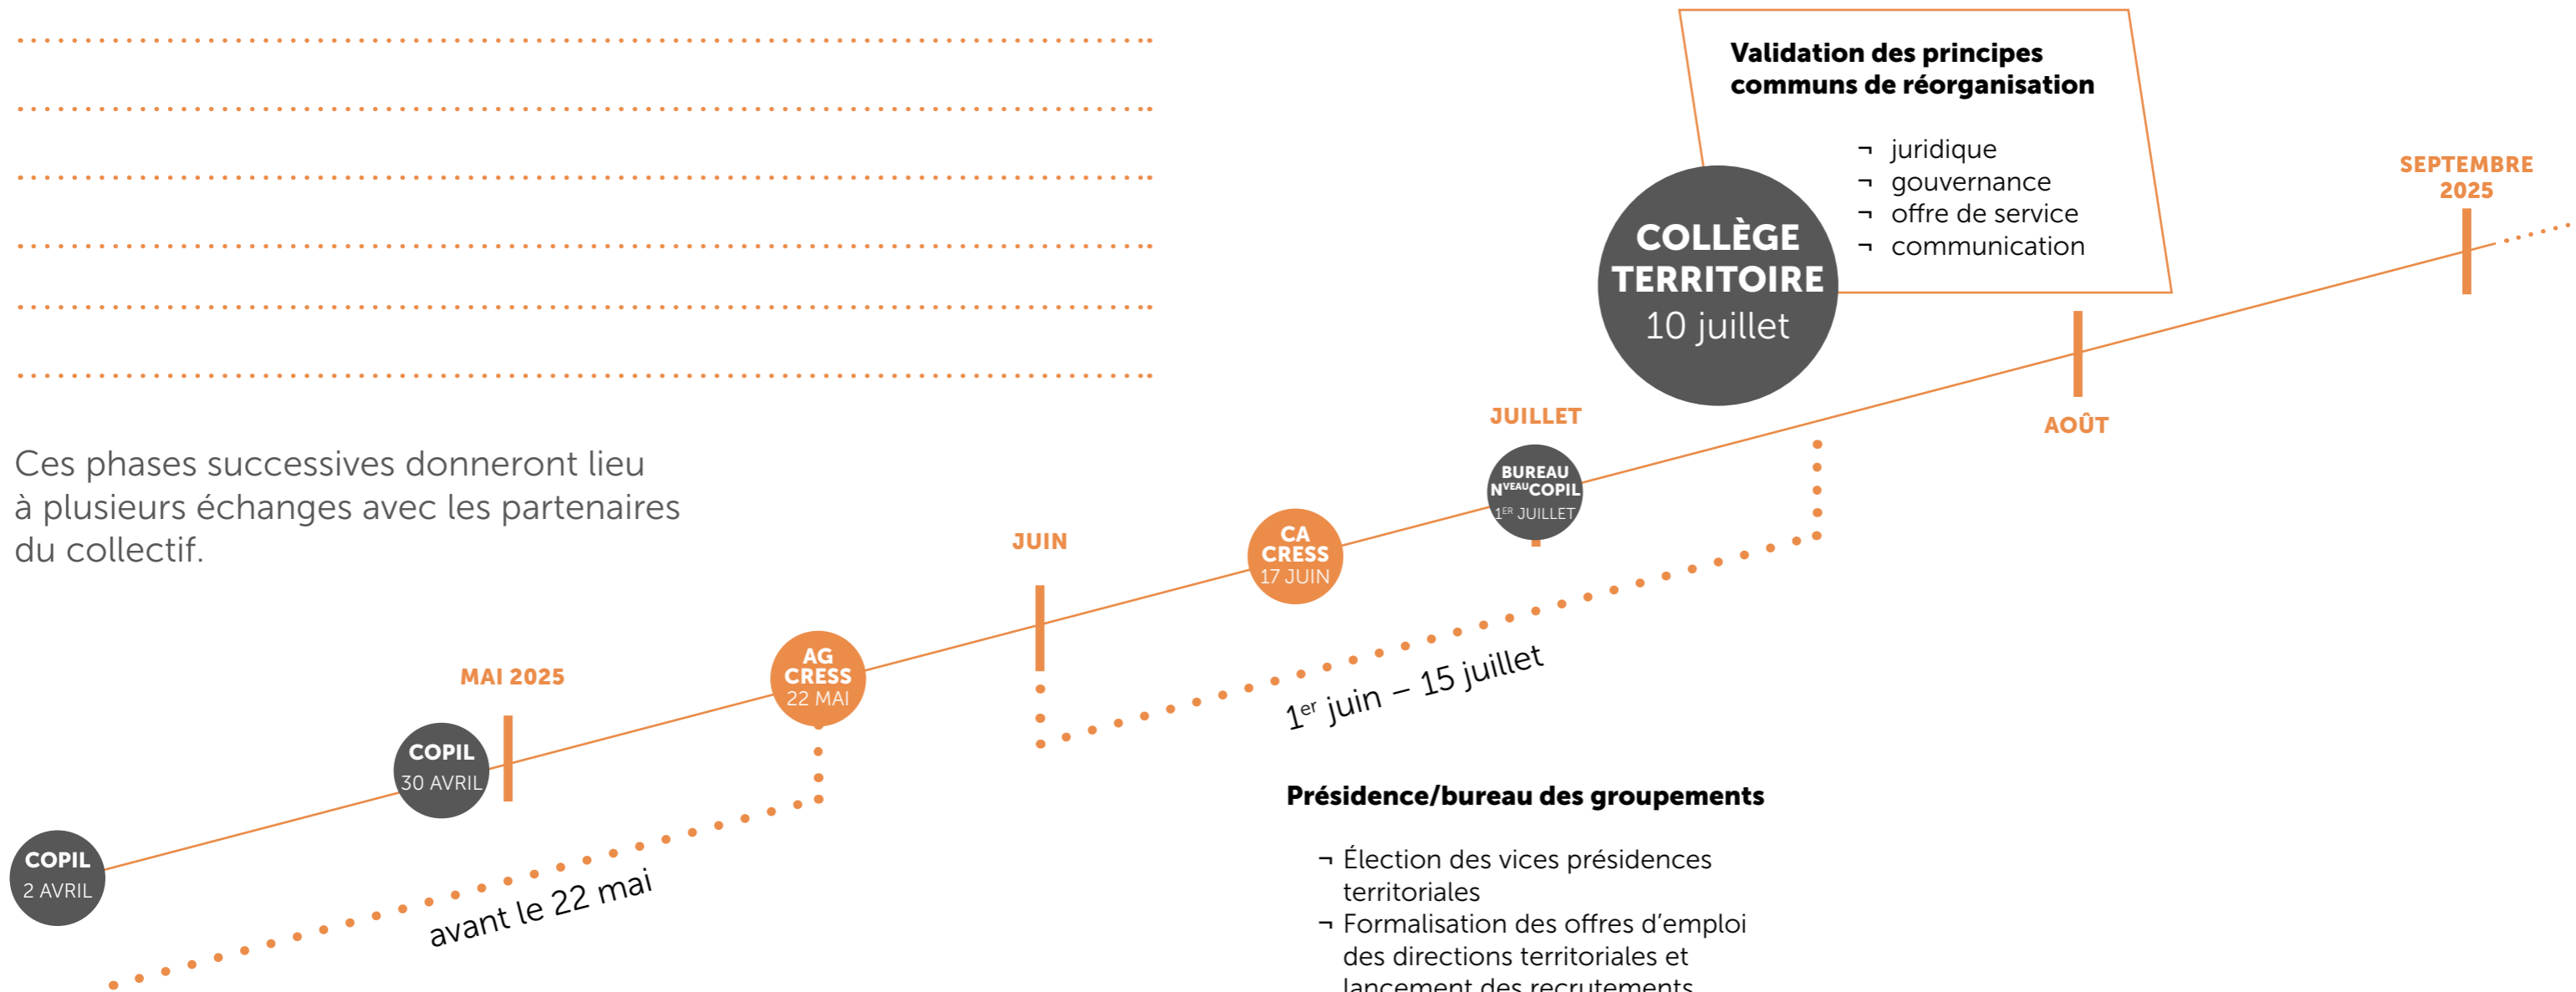 Validation des principes
communs de réorganisation
¬ juridique
¬ gouvernance
¬ offre de service
¬ communication
COLLÈGE
TERRITOIRE
10 juillet
SEPTEMBRE
2025
AOÛT
JUILLET
BUREAU
NVEAUCOPIL
1ER JUILLET
Ces phases successives donneront lieu
à plusieurs échanges avec les partenaires
du collectif.
JUIN
CA
CRESS
17 JUIN
AG
CRESS
22 MAI
MAI 2025
COPIL
30 AVRIL
COPIL
2 AVRIL
avant le 22 mai
1er juin – 15 juillet
Présidence/bureau des groupements
¬ Élection des vices présidences
territoriales
¬ Formalisation des offres d’emploi
des directions territoriales et
lancement des recrutements